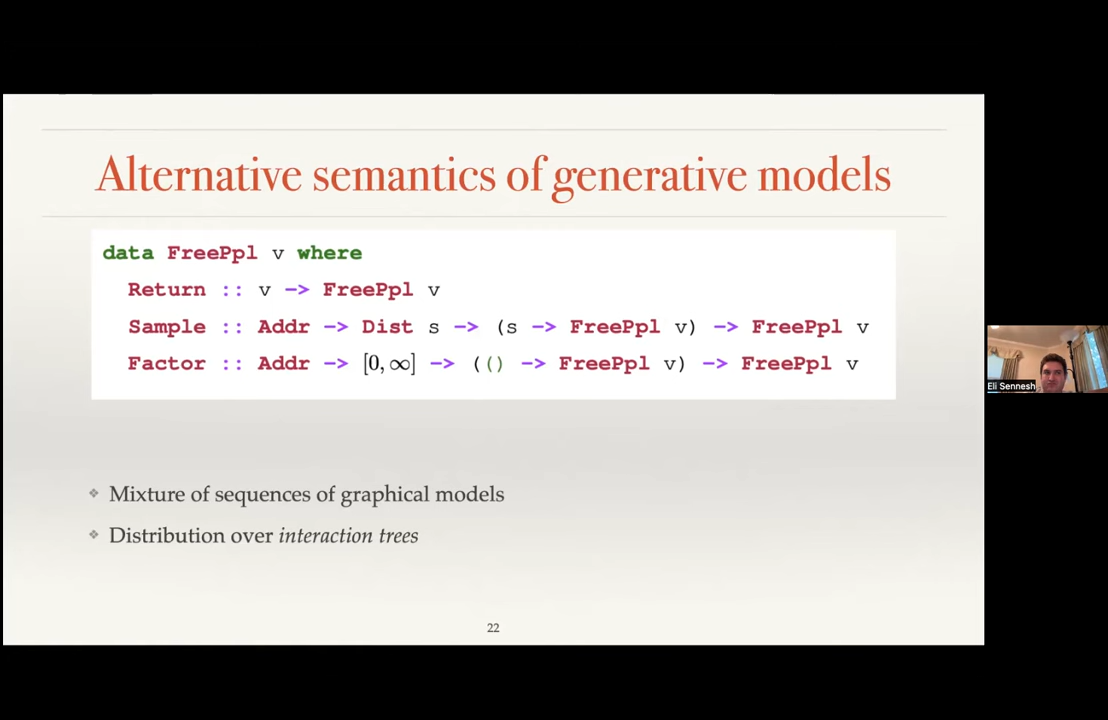 Alternative semantics of generative models
data FreePpl v where
Return :: v -> FreePpl v
Sample :: Addr -> Dist s -> (s -> FreePpl v) -> FreePpl v
Factor :: Addr -> [0, ∞] -> (() -> FreePpl v) -> FreePpl v
❖ Mixture of sequences of graphical models
❖ Distribution over interaction trees
22
Eli Sennesh